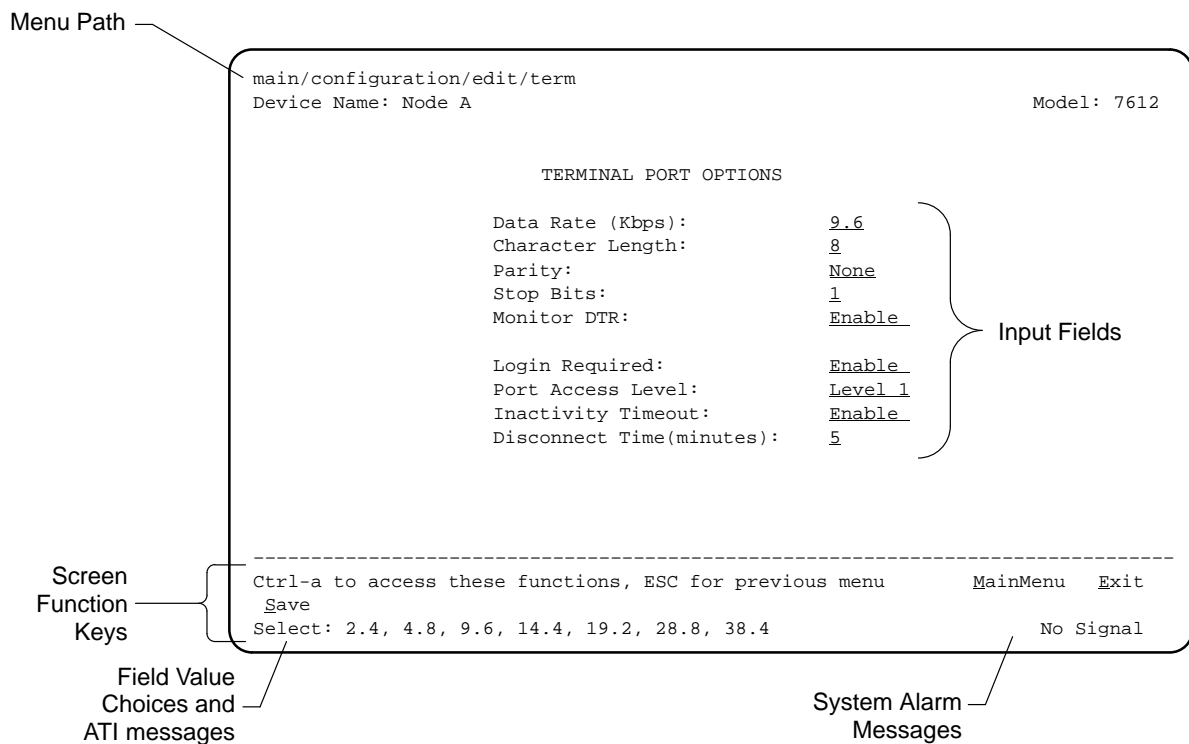 Menu Path
main/configuration/edit/term
Device Name: Node A Model: 7612
TERMINAL PORT OPTIONS
Data Rate (Kbps): 9.6
Character Length: 8
Parity: None
Stop Bits: 1
Monitor DTR: Enable
Input Fields
Login Required: Enable
Port Access Level: Level 1
Inactivity Timeout: Enable
Disconnect Time(minutes): 5
Screen
Function
Keys
Ctrl-a to access these functions, ESC for previous menu MainMenu Exit
Save
Select: 2.4, 4.8, 9.6, 14.4, 19.2, 28.8, 38.4 No Signal
Field Value
Choices and
ATI messages
System Alarm
Messages